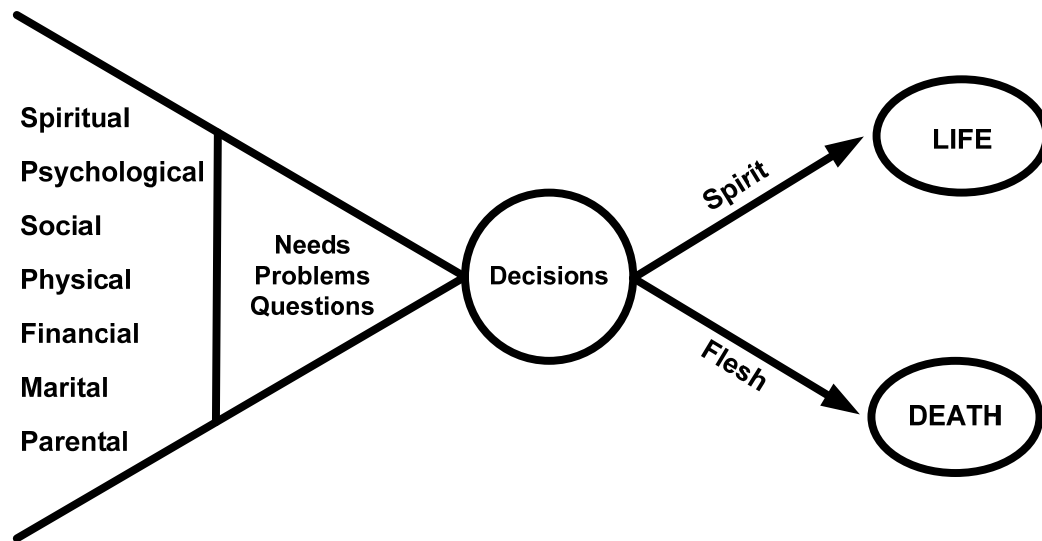 Spiritual
Psychological
Social
Physical
Financial
Marital
Parental
Needs
Problems
Questions
Decisions
Spirit
Flesh
LIFE
DEATH